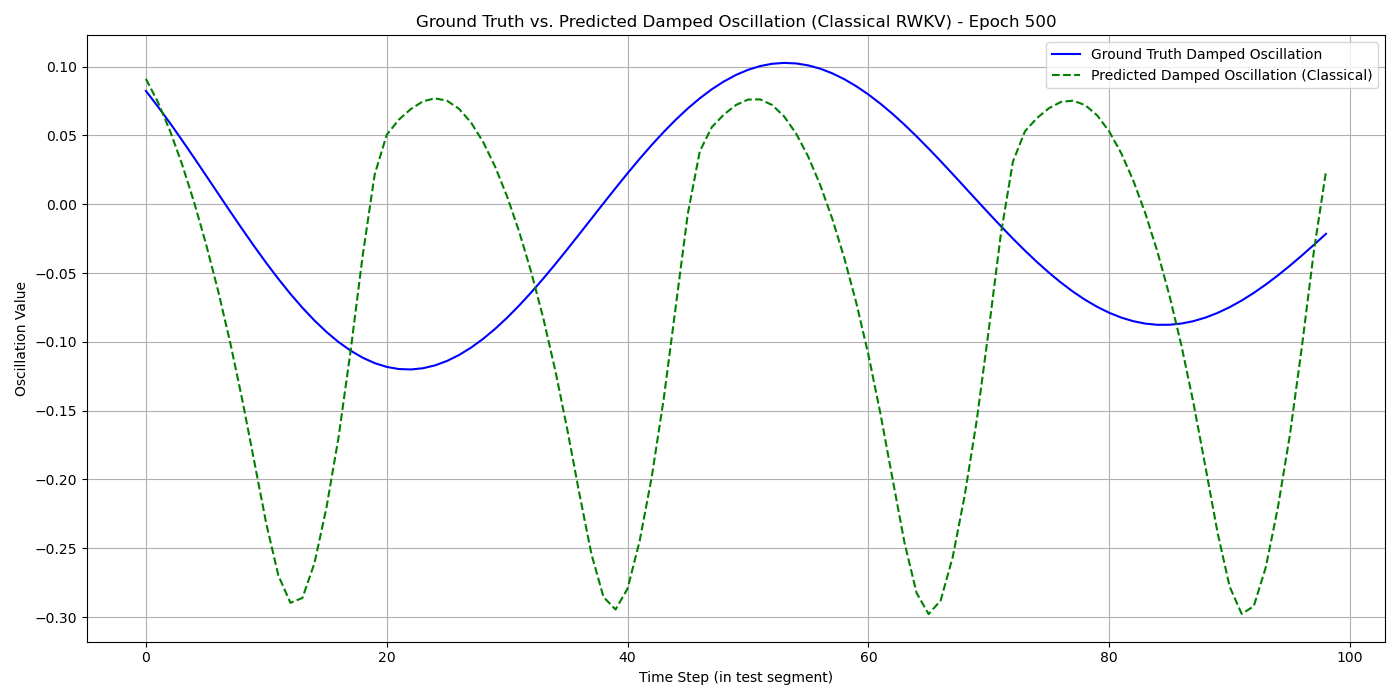 Ground Truth vs. Predicted Damped Oscillation (Classical RWKV) - Epoch 500
Ground Truth Damped Oscillation
Predicted Damped Oscillation (Classical)
Oscillation Value
0.10
0.05
0.00
−0.05
−0.10
−0.15
−0.20
−0.25
−0.30
0 20 40 60 80 100
Time Step (in test segment)